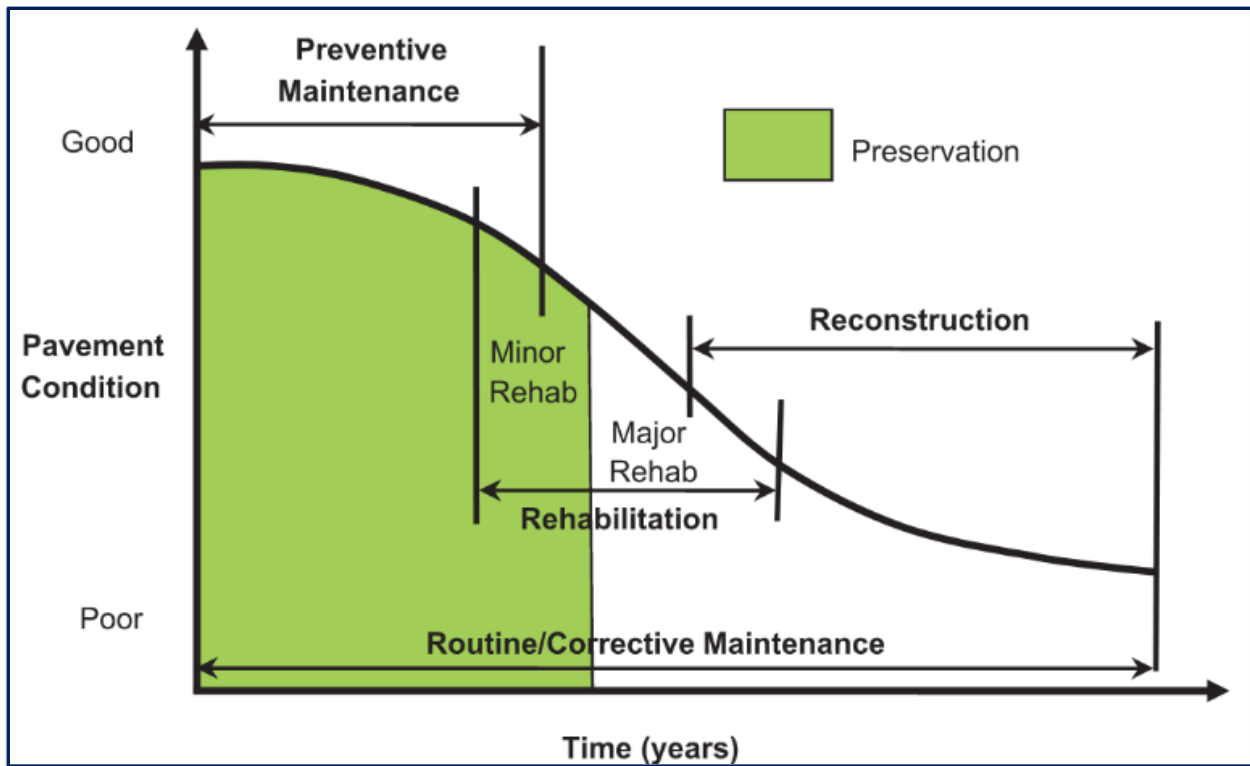 Preventive
Maintenance
Good
Preservation
Reconstruction
Pavement
Condition
Minor
Rehab
Major
Rehab
Rehabilitation
Poor
Routine/Corrective Maintenance
Time (years)